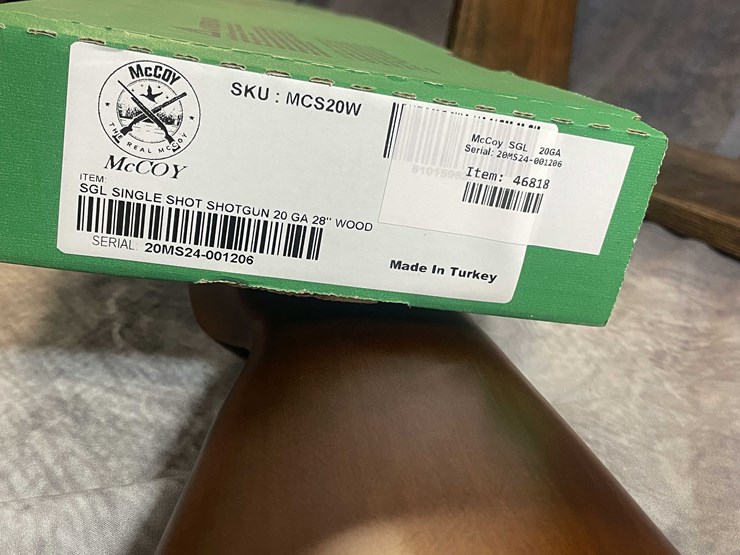 McCOY
THE REAL MCCOY
McCOY
SKU : MCS20W
ITEM:
SGL SINGLE SHOT SHOTGUN 20 GA 28" WOOD
SERIAL: 20MS24-001206
Made In Turkey
McCoy SGL 20GA
Serial: 20MS24-001206
Item: 46818